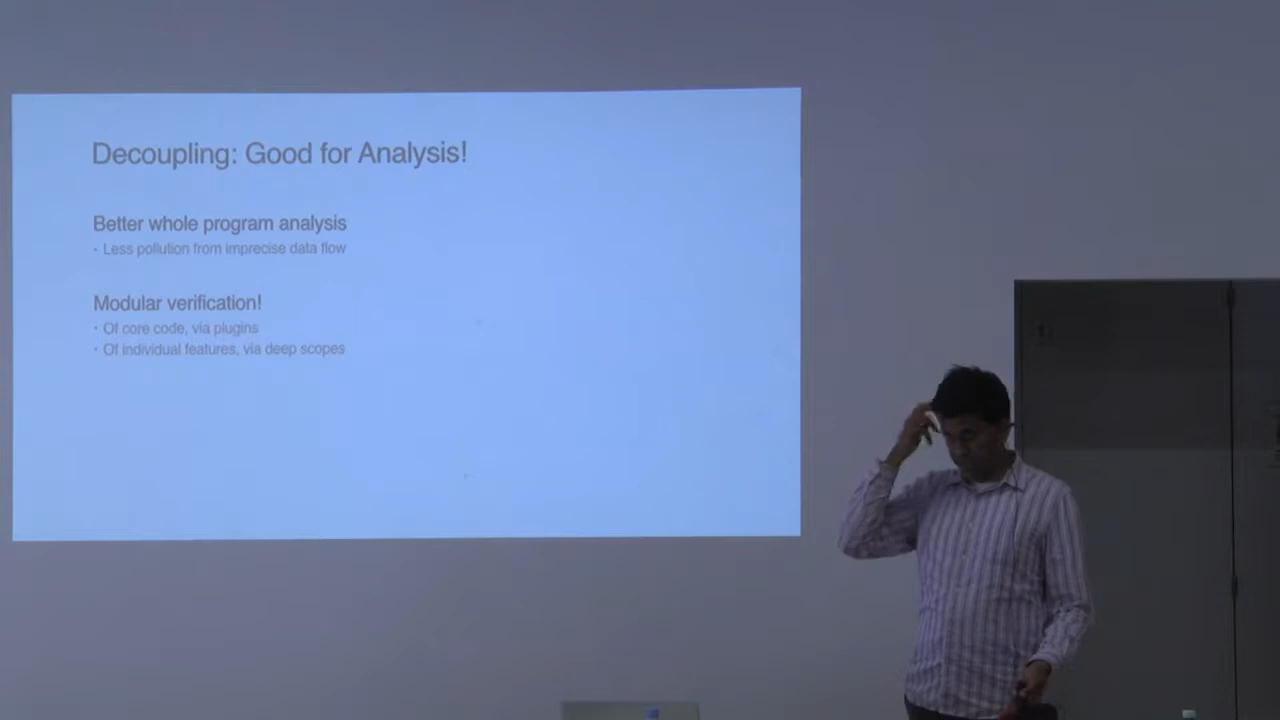 Decoupling: Good for Analysis!
Better whole program analysis
· Less pollution from imprecise data flow
Modular verification!
· Of core code, via plugins
· Of individual features, via deep scopes